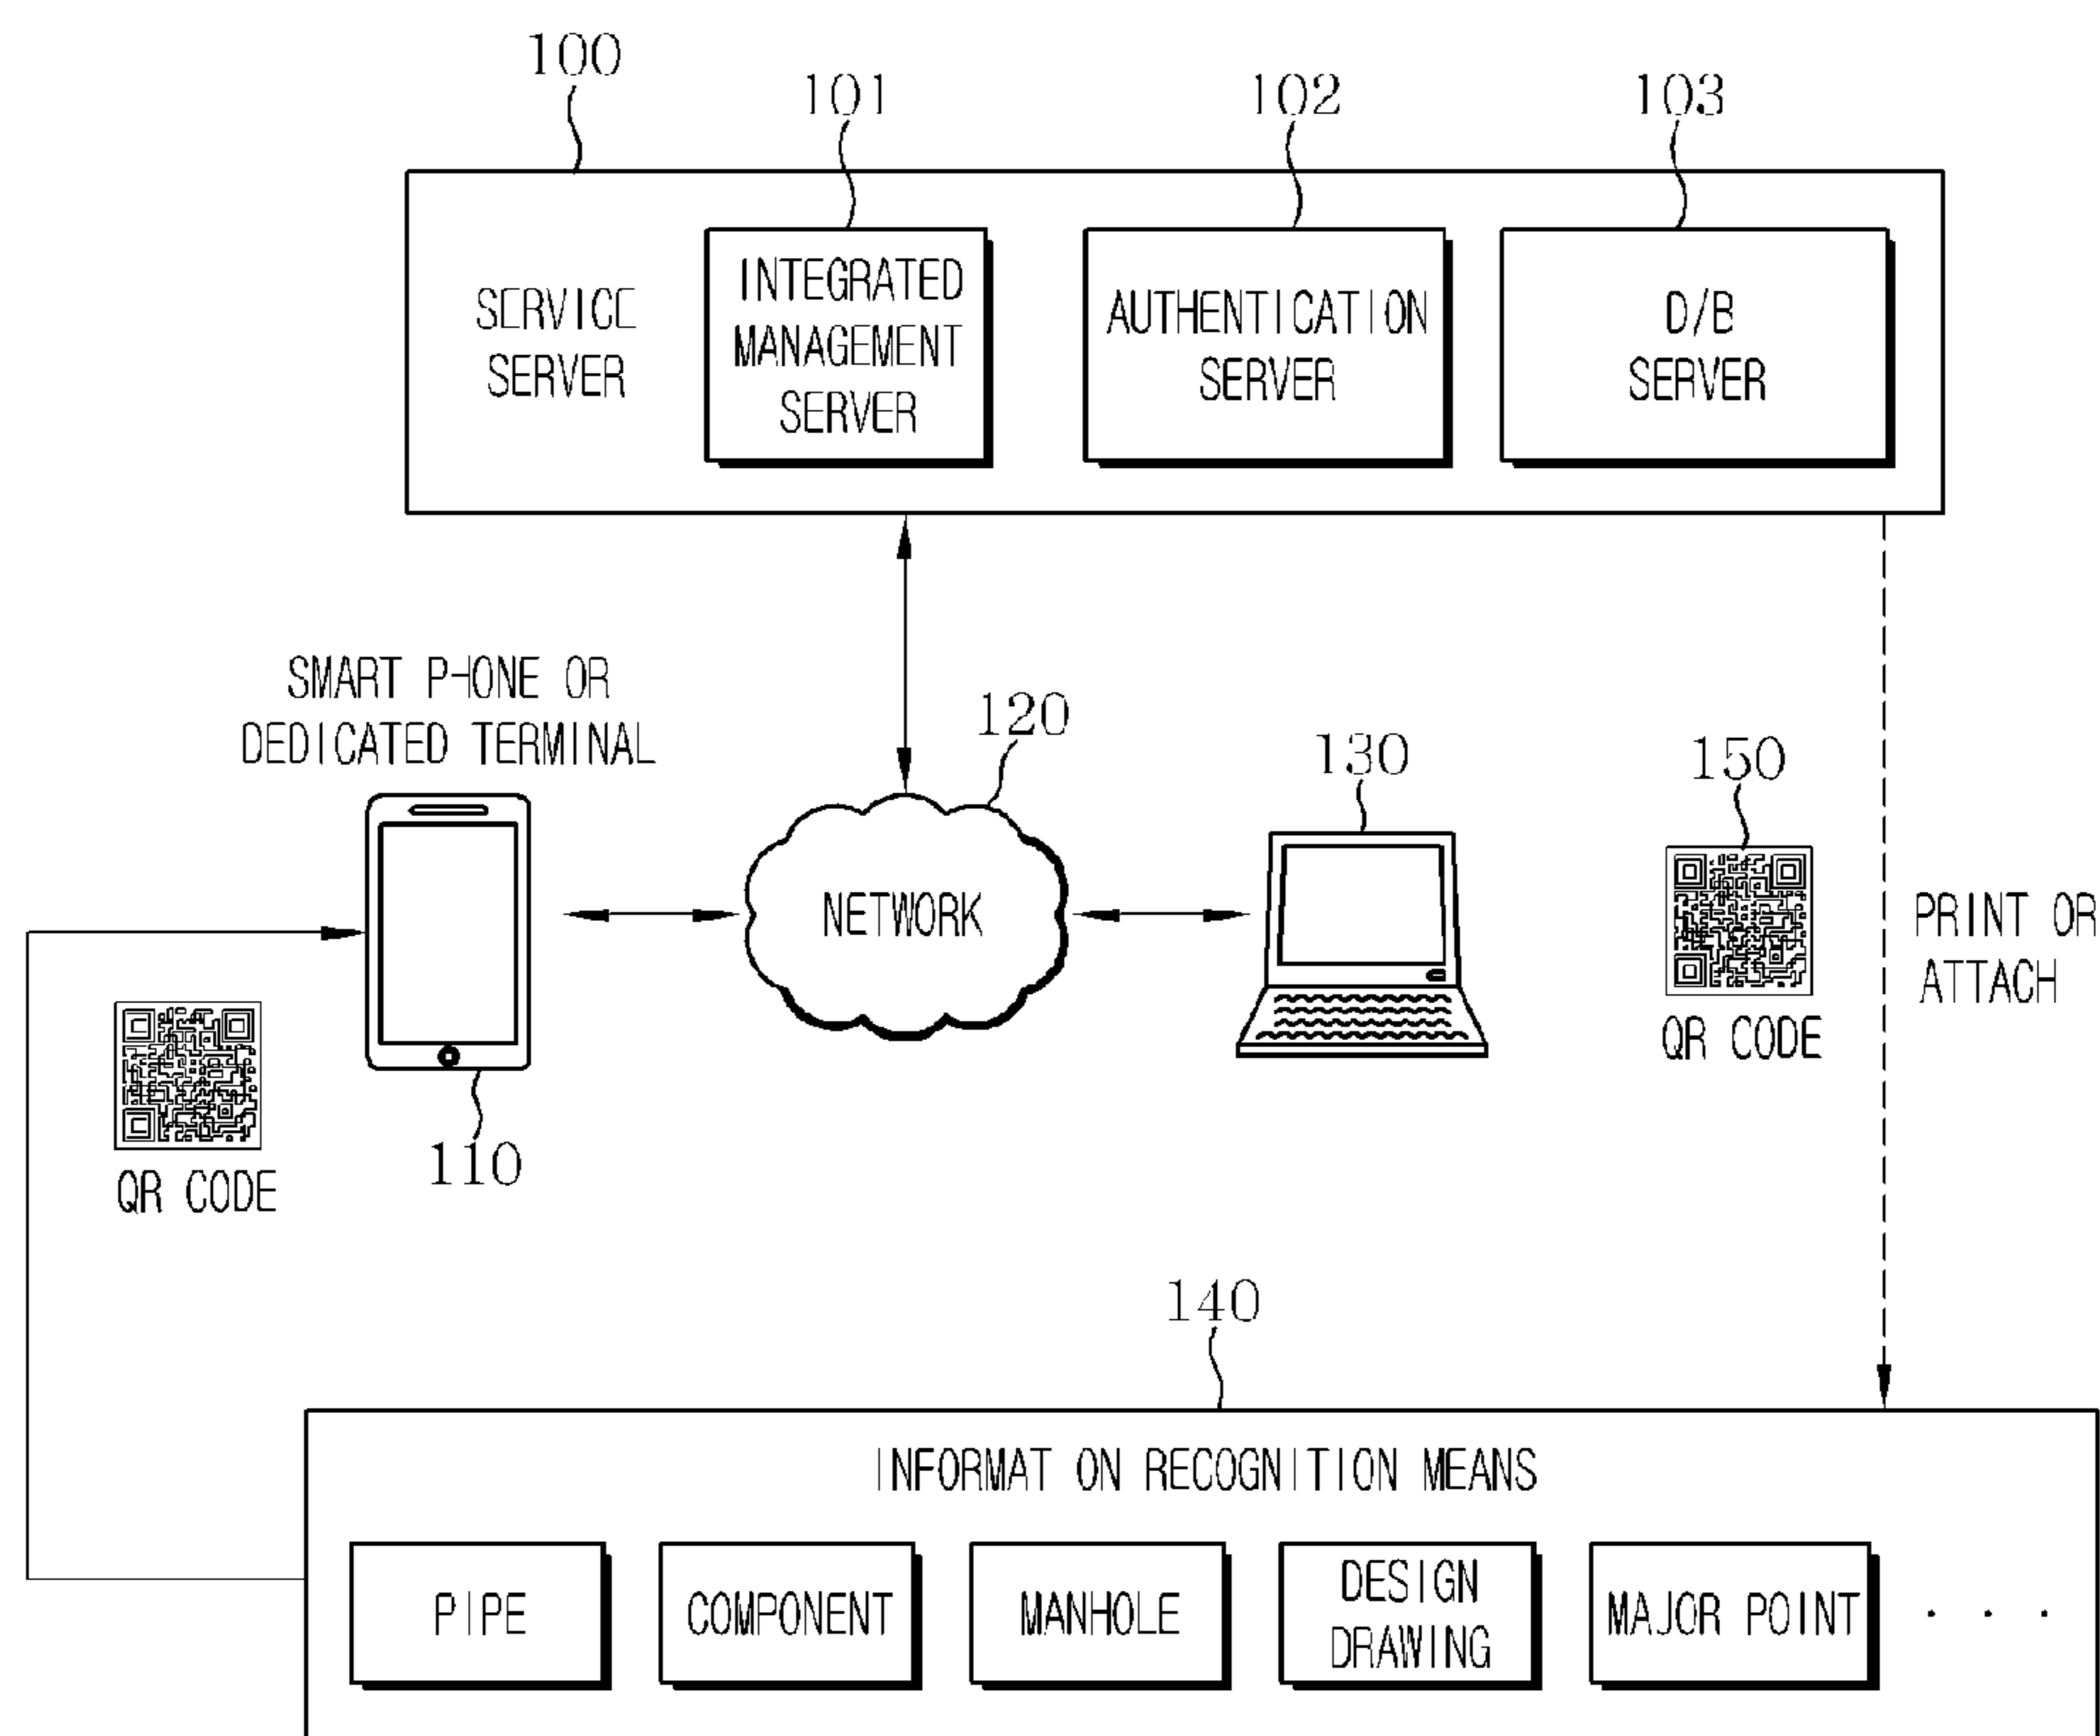 100
101
102
103
SERVICE
SERVER
INTEGRATED
MANAGEMENT
SERVER
AUTHENTICATION
SERVER
D/B
SERVER
SMART PHONE OR
DEDICATED TERMINAL
120
130
150
NETWORK
PRINT OR
ATTACH
QR CODE
110
QR CODE
140
INFORMAT ON RECOGNITION MEANS
PIPE
COMPONENT
MANHOLE
DESIGN
DRAWING
MAJOR POINT
. . .